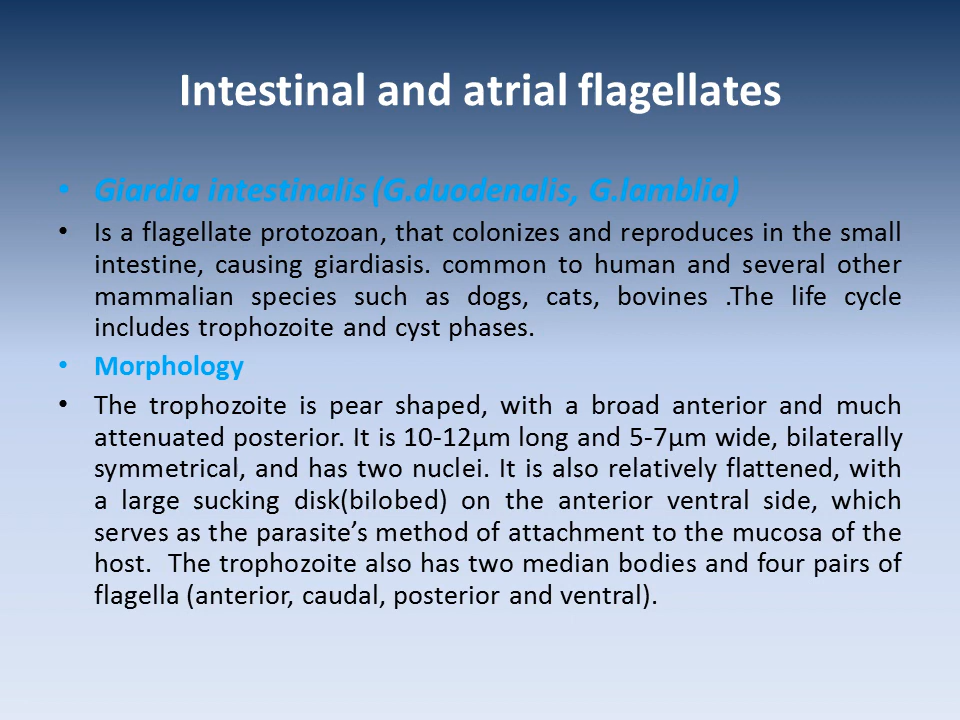 Intestinal and atrial flagellates
• Giardia intestinalis (G.duodenalis, G.lamblia)
• Is a flagellate protozoan, that colonizes and reproduces in the small
intestine, causing giardiasis. common to human and several other
mammalian species such as dogs, cats, bovines .The life cycle
includes trophozoite and cyst phases.
• Morphology
• The trophozoite is pear shaped, with a broad anterior and much
attenuated posterior. It is 10-12µm long and 5-7µm wide, bilaterally
symmetrical, and has two nuclei. It is also relatively flattened, with
a large sucking disk(bilobed) on the anterior ventral side, which
serves as the parasite’s method of attachment to the mucosa of the
host.  The trophozoite also has two median bodies and four pairs of
flagella (anterior, caudal, posterior and ventral).